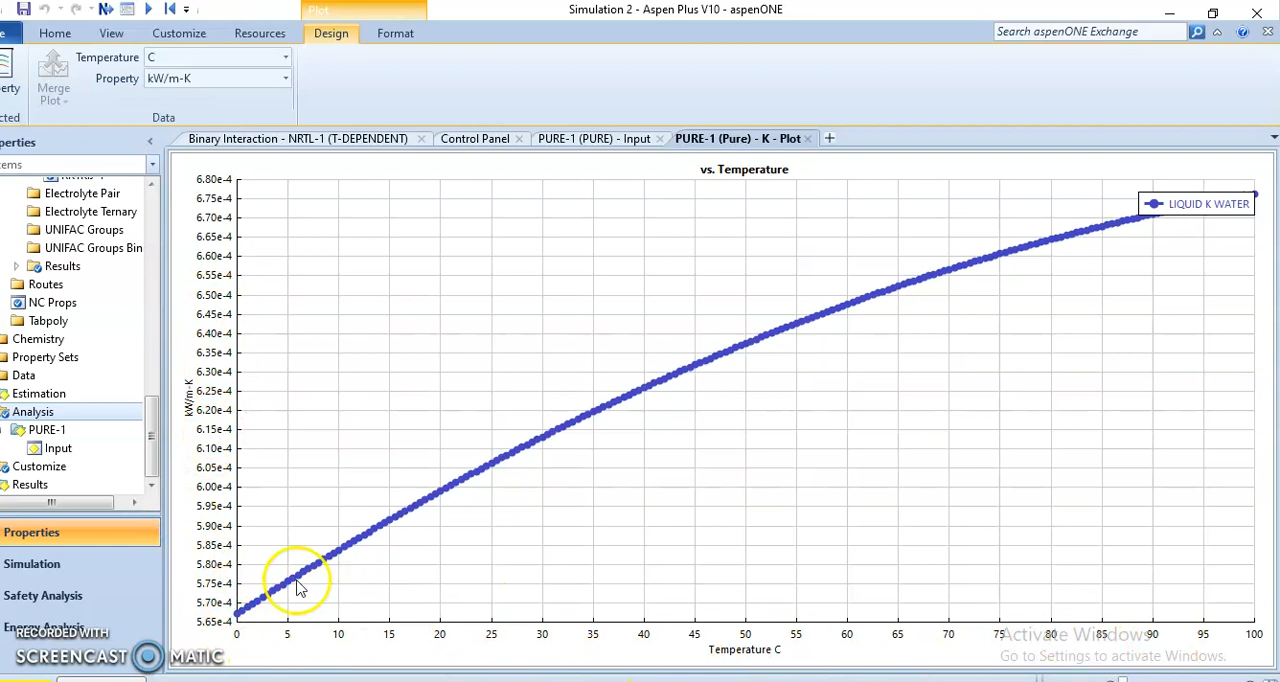 Plot
Simulation 2 - Aspen Plus V10 - aspenONE
Home
View
Customize
Resources
Design
Format
Search aspenONE Exchange
Temperature C
Property kW/m-K
Merge
Plot
Data
Binary Interaction - NRTL-1 (T-DEPENDENT)
Control Panel
PURE-1 (PURE) - Input
PURE-1 (Pure) - K - Plot
Electrolyte Pair
Electrolyte Ternary
UNIFAC Groups
UNIFAC Groups Bin
Results
Routes
NC Props
Tabpoly
Chemistry
Property Sets
Data
Estimation
Analysis
PURE-1
Input
Customize
Results
Properties
Simulation
Safety Analysis
Energy Analysis
RECORDED WITH
SCREENCAST MATIC
vs. Temperature
LIQUID K WATER
kW/m-K
6.80e-4
6.75e-4
6.70e-4
6.65e-4
6.60e-4
6.55e-4
6.50e-4
6.45e-4
6.40e-4
6.35e-4
6.30e-4
6.25e-4
6.20e-4
6.15e-4
6.10e-4
6.05e-4
6.00e-4
5.95e-4
5.90e-4
5.85e-4
5.80e-4
5.75e-4
5.70e-4
5.65e-4
0 5 10 15 20 25 30 35 40 45 50 55 60 65 70 75 80 85 90 95 100
Temperature C
Activate Windows
Go to Settings to activate Windows.